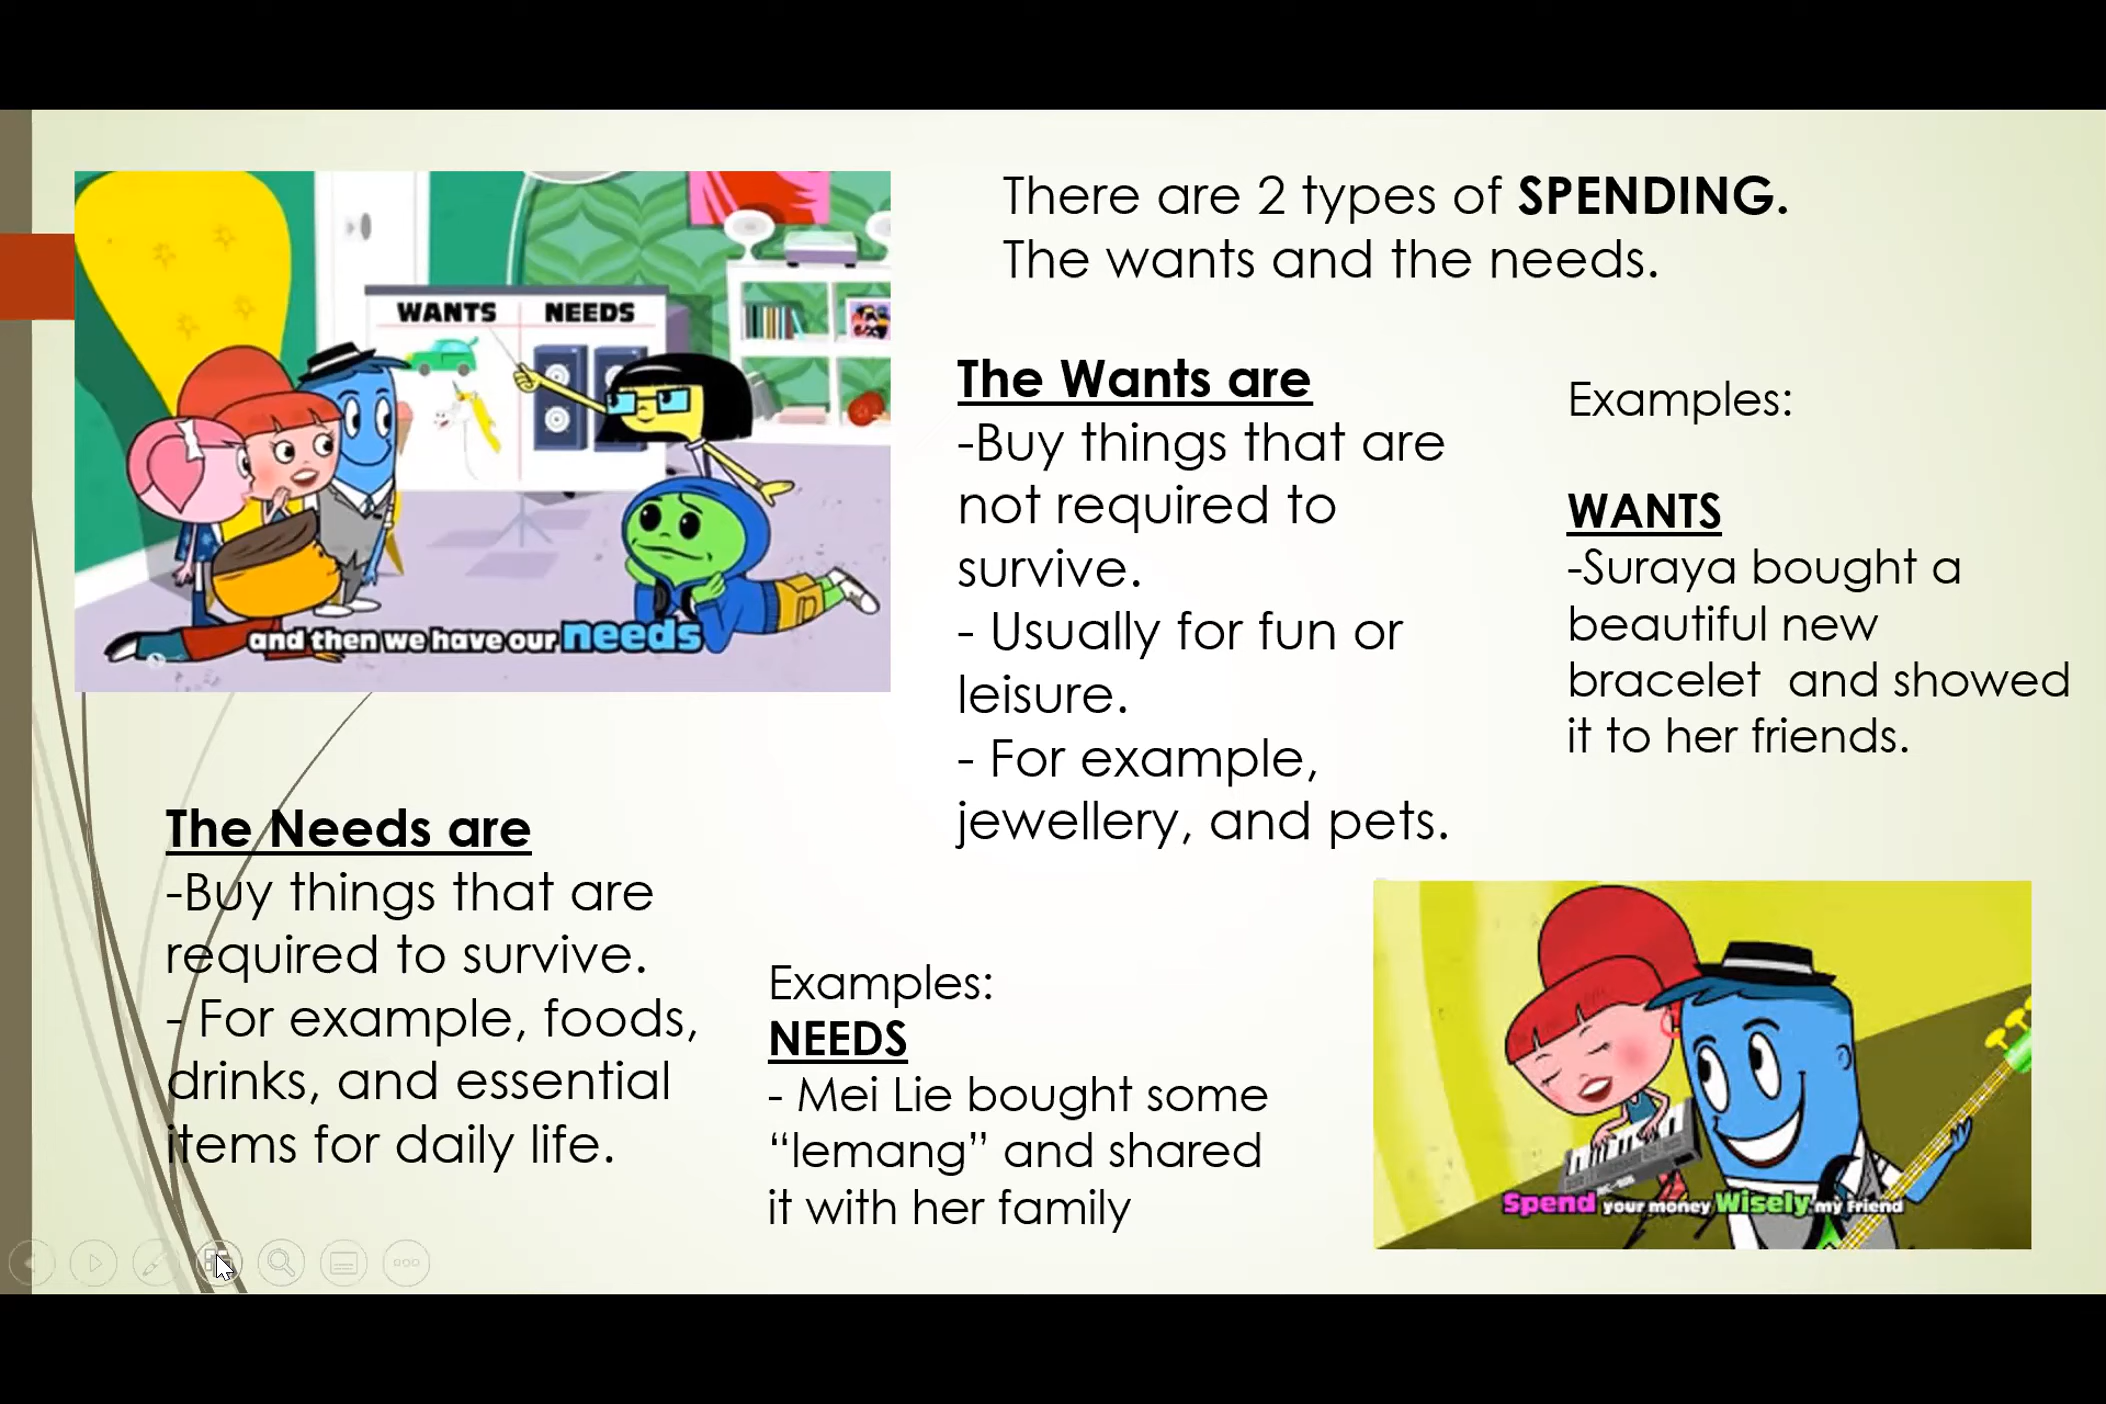 There are 2 types of SPENDING.
The wants and the needs.
WANTS NEEDS
and then we have our needs
The Wants are
-Buy things that are
not required to
survive.
- Usually for fun or
leisure.
- For example,
jewellery, and pets.
Examples:
WANTS
-Suraya bought a
beautiful new
bracelet and showed
it to her friends.
The Needs are
-Buy things that are
required to survive.
- For example, foods,
drinks, and essential
items for daily life.
Examples:
NEEDS
- Mei Lie bought some
“lemang” and shared
it with her family
Spend your money Wisely my Friend